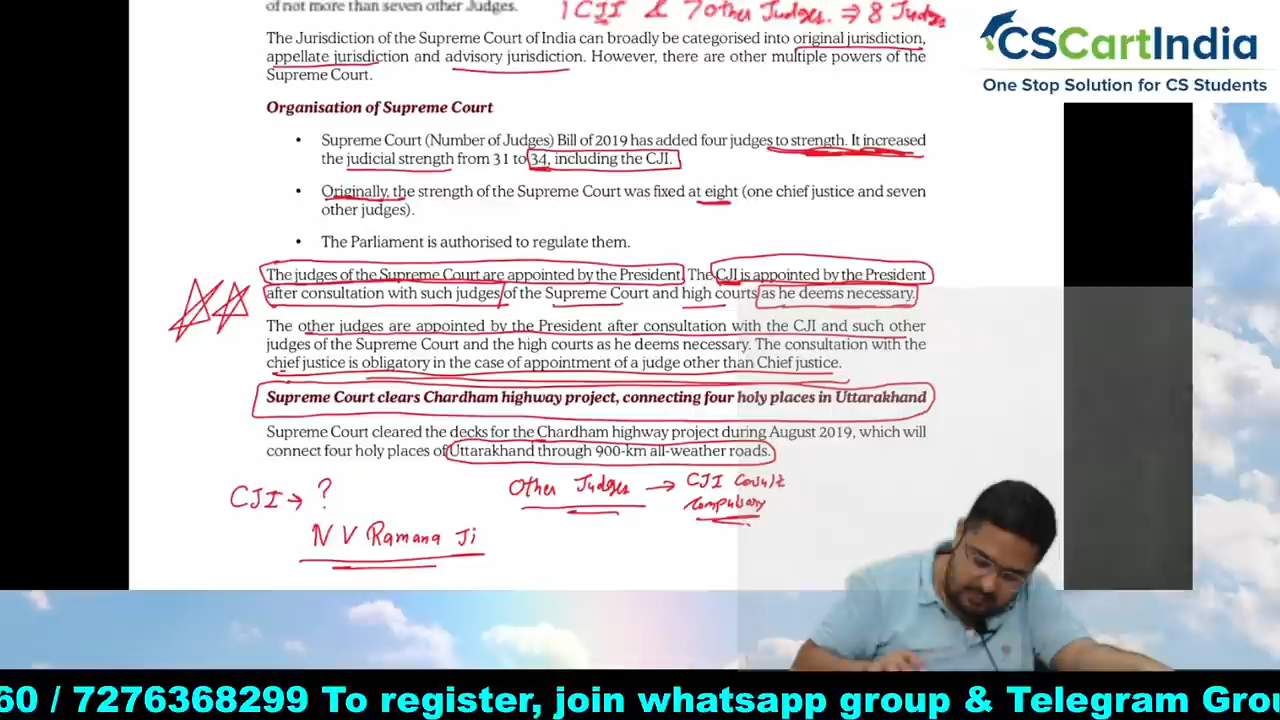 of not more than seven other Judges.
1 CJI & 7 other Judges. ⇒ 8 Judges
CSCartIndia
One Stop Solution for CS Students
The Jurisdiction of the Supreme Court of India can broadly be categorised into original jurisdiction,
appellate jurisdiction and advisory jurisdiction. However, there are other multiple powers of the
Supreme Court.
Organisation of Supreme Court
• Supreme Court (Number of Judges) Bill of 2019 has added four judges to strength. It increased
the judicial strength from 31 to 34, including the CJI.
• Originally, the strength of the Supreme Court was fixed at eight (one chief justice and seven
other judges).
• The Parliament is authorised to regulate them.
The judges of the Supreme Court are appointed by the President. The CJI is appointed by the President
after consultation with such judges of the Supreme Court and high courts as he deems necessary.
The other judges are appointed by the President after consultation with the CJI and such other
judges of the Supreme Court and the high courts as he deems necessary. The consultation with the
chief justice is obligatory in the case of appointment of a judge other than Chief justice.
Supreme Court clears Chardham highway project, connecting four holy places in Uttarakhand
Supreme Court cleared the decks for the Chardham highway project during August 2019, which will
connect four holy places of Uttarakhand through 900-km all-weather roads.
CJI → ?
N V Ramana Ji
Other Judges → CJI
Compulsary
60 / 7276368299 To register, join whatsapp group & Telegram Gro